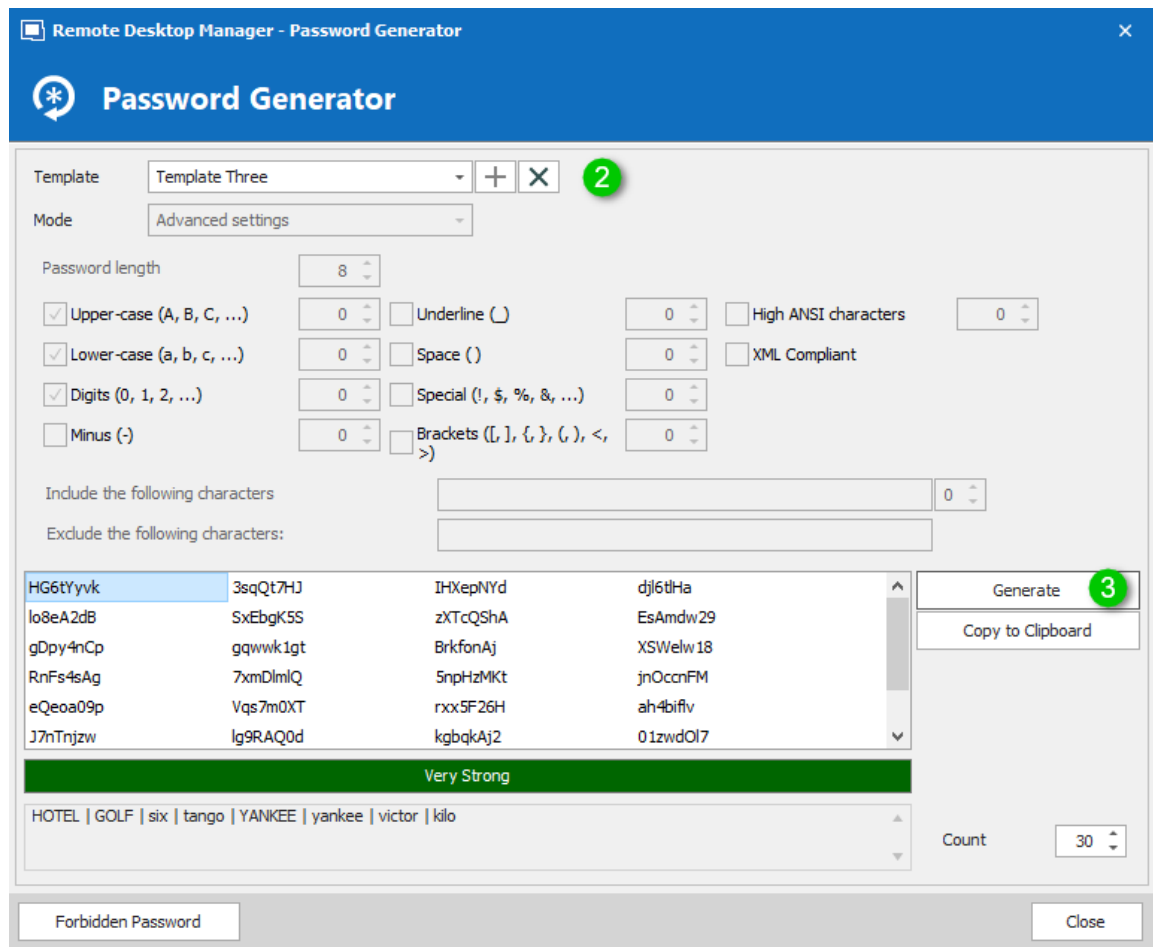 Remote Desktop Manager - Password Generator
Password Generator
Template Template Three 2
Mode Advanced settings
Password length 8
Upper-case (A, B, C, ...) 0 Underline (_) 0 High ANSI characters 0
Lower-case (a, b, c, ...) 0 Space ( ) 0 XML Compliant
Digits (0, 1, 2, ...) 0 Special (!, $, %, &, ...) 0
Minus (-) 0 Brackets ([, ], {, }, (, ), <, 0
>)
Include the following characters 0
Exclude the following characters:
HG6tYyvk 3sqQt7HJ IHXepNYd djl6tlHa Generate 3
lo8eA2dB SxEbgK5S zXTcQShA EsAmdw29
Copy to Clipboard
gDpy4nCp gqwwk1gt BrkfonAj XSWelw18
RnFs4sAg 7xmDlmlQ 5npHzMKt jnOccnFM
eQeoa09p Vqs7m0XT rxx5F26H ah4biflv
J7nTnjzw lg9RAQ0d kgbqkAj2 01zwdOl7
Very Strong
HOTEL | GOLF | six | tango | YANKEE | yankee | victor | kilo
Count 30
Forbidden Password Close